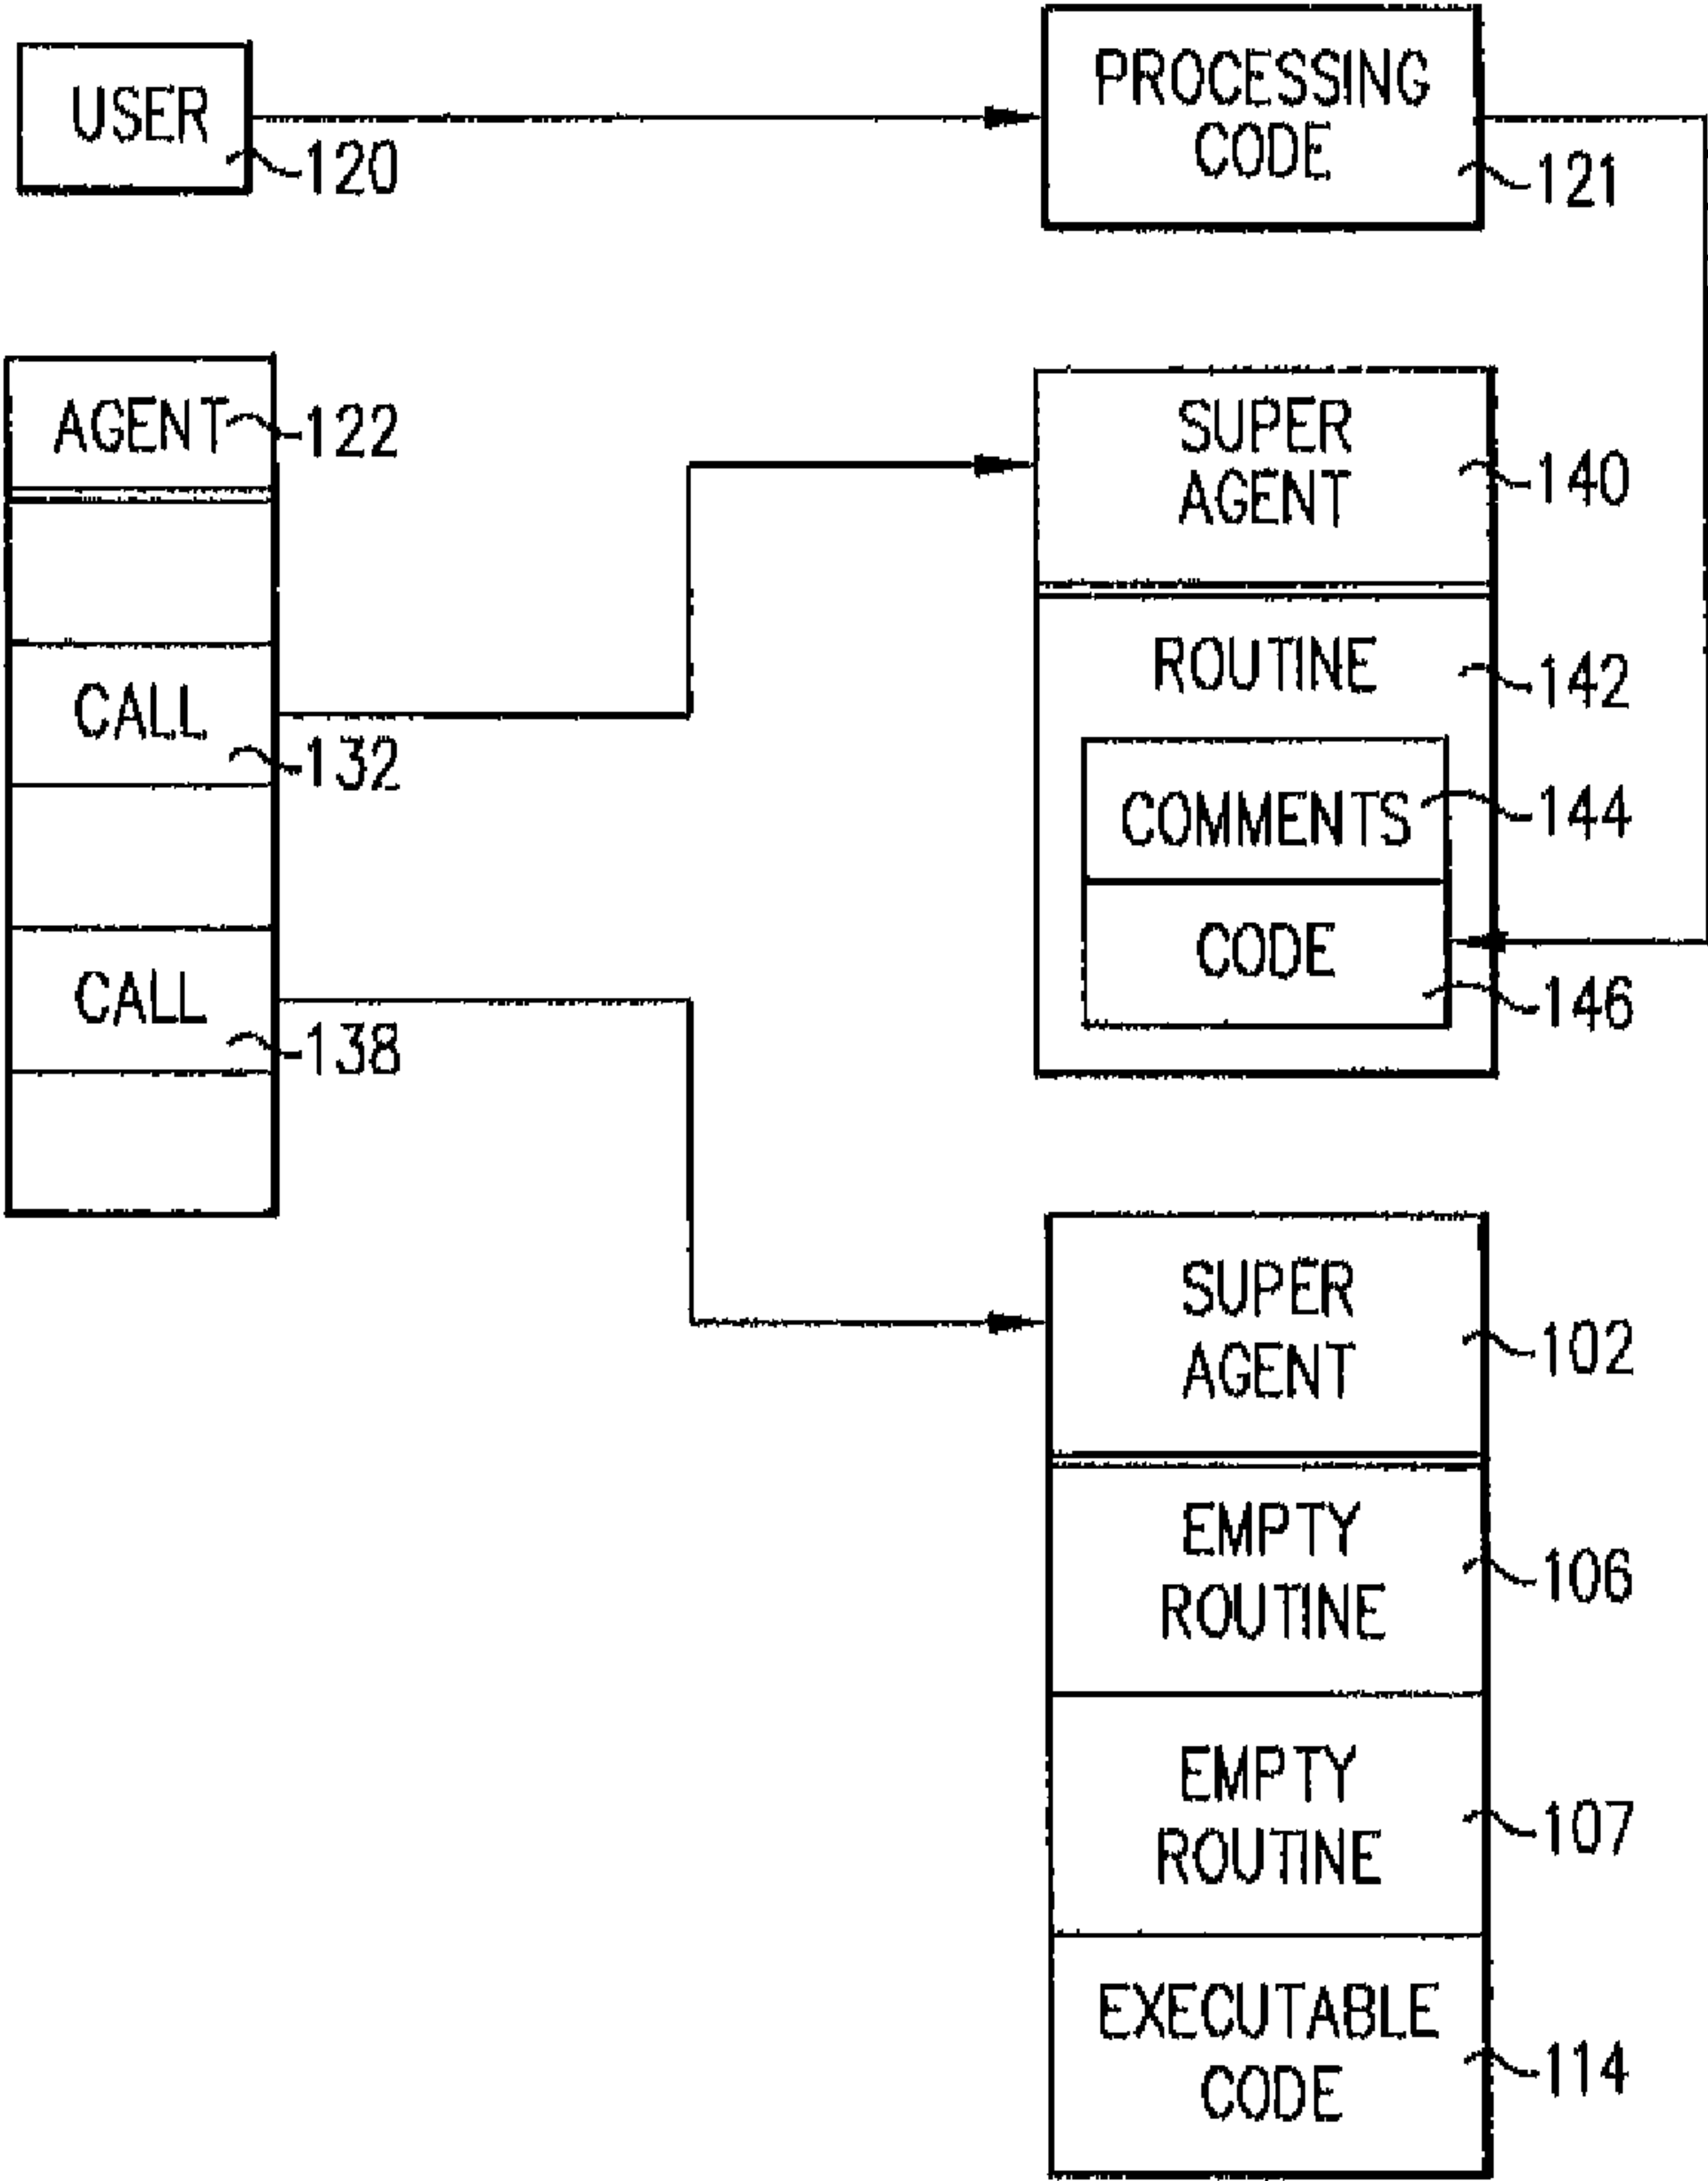 USER
120
PROCESSING
CODE
121
AGENT
122
CALL
132
CALL
138
SUPER
AGENT
140
ROUTINE
142
COMMENTS
144
CODE
146
SUPER
AGENT
102
EMPTY
ROUTINE
106
EMPTY
ROUTINE
107
EXECUTABLE
CODE
114